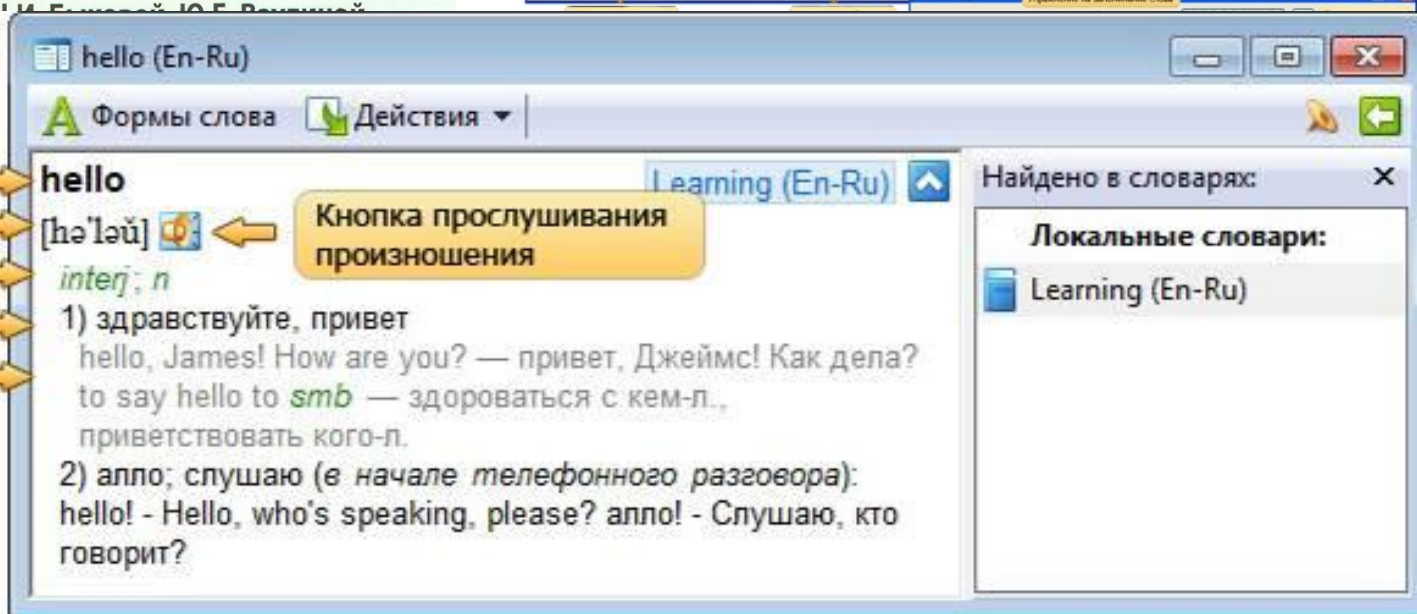 hello (En-Ru)
Формы слова Действия
hello
Learning (En-Ru)
[hə'ləŭ]
Кнопка прослушивания
произношения
interj; n
1) здравствуйте, привет
hello, James! How are you? — привет, Джеймс! Как дела?
to say hello to smb — здороваться с кем-л.,
приветствовать кого-л.
2) алло; слушаю (в начале телефонного разговора):
hello! - Hello, who's speaking, please? алло! - Слушаю, кто
говорит?
Найдено в словарях:
Локальные словари:
Learning (En-Ru)